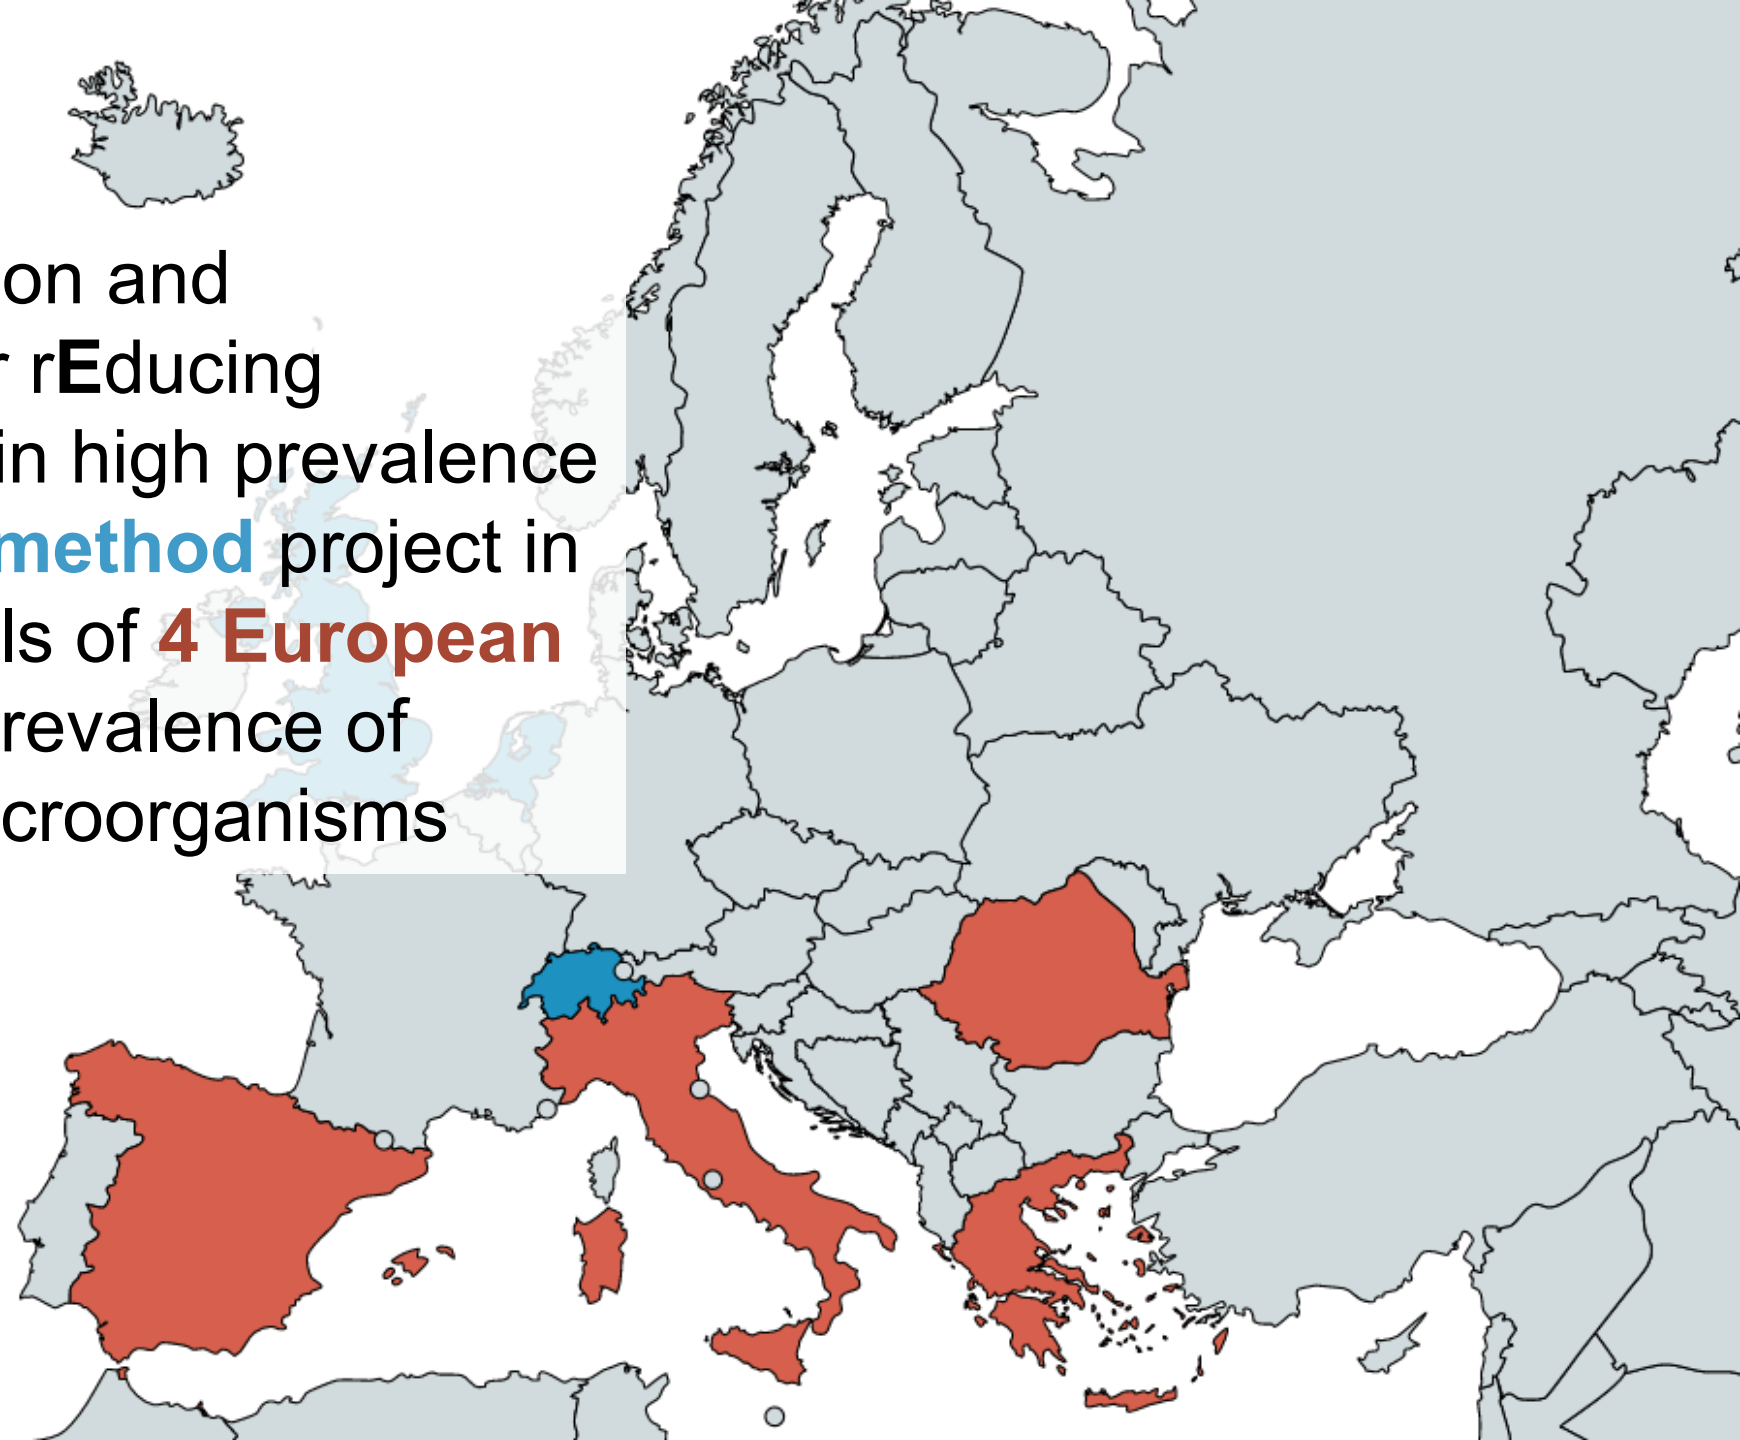 on and
r rEducing
in high prevalence
method project in
ls of 4 European
revalence of
croorganisms